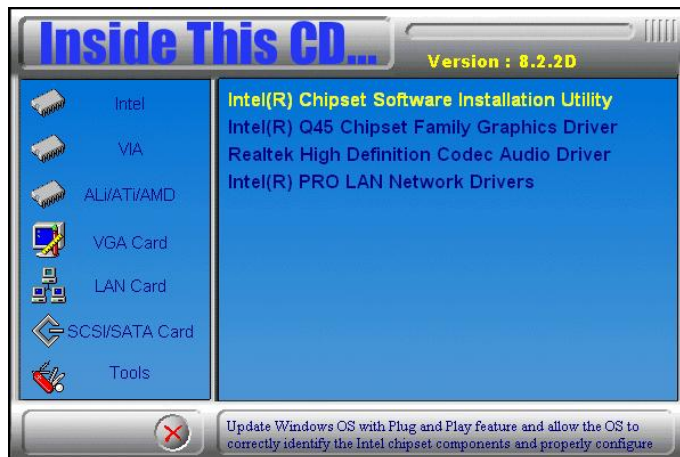 Inside This CD...
Version : 8.2.2D
Intel
VIA
ALi/ATi/AMD
VGA Card
LAN Card
SCSI/SATA Card
Tools
Intel(R) Chipset Software Installation Utility
Intel(R) Q45 Chipset Family Graphics Driver
Realtek High Definition Codec Audio Driver
Intel(R) PRO LAN Network Drivers
Update Windows OS with Plug and Play feature and allow the OS to
correctly identify the Intel chipset components and properly configure